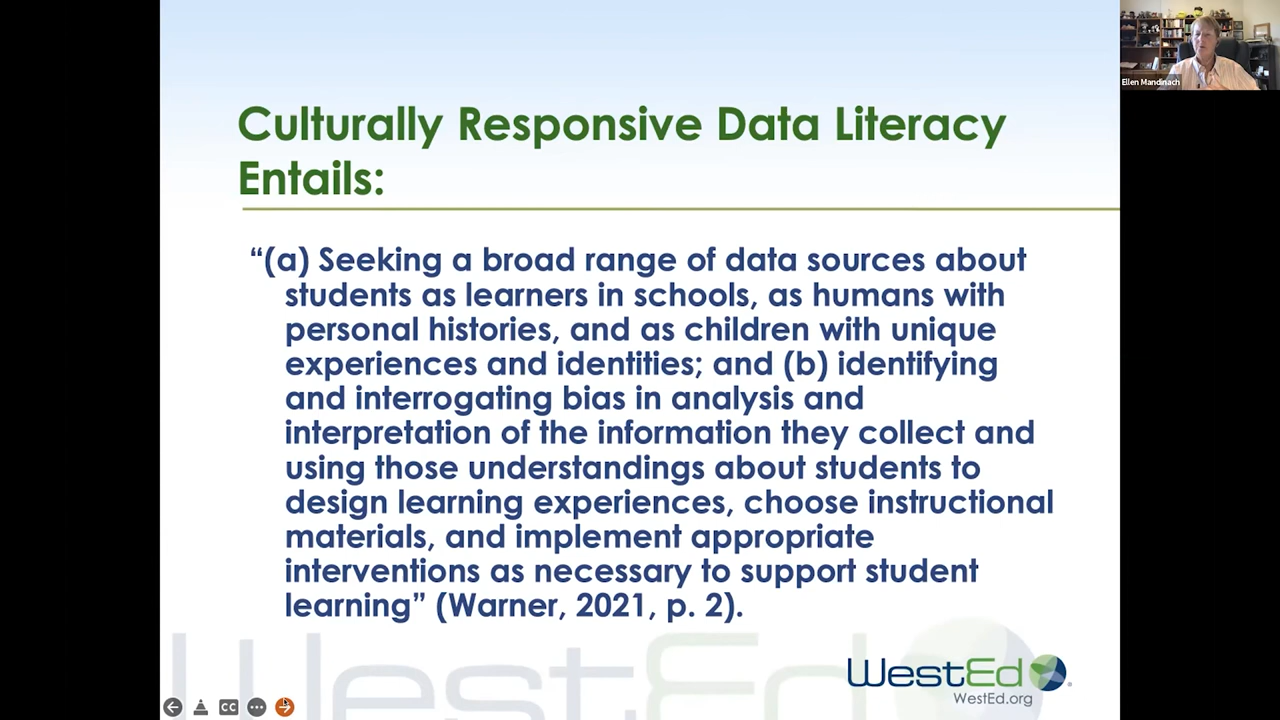 Ellen Mandinach
Culturally Responsive Data Literacy
Entails:
“(a) Seeking a broad range of data sources about
students as learners in schools, as humans with
personal histories, and as children with unique
experiences and identities; and (b) identifying
and interrogating bias in analysis and
interpretation of the information they collect and
using those understandings about students to
design learning experiences, choose instructional
materials, and implement appropriate
interventions as necessary to support student
learning” (Warner, 2021, p. 2).
WestEd
WestEd®
WestEd.org
CC